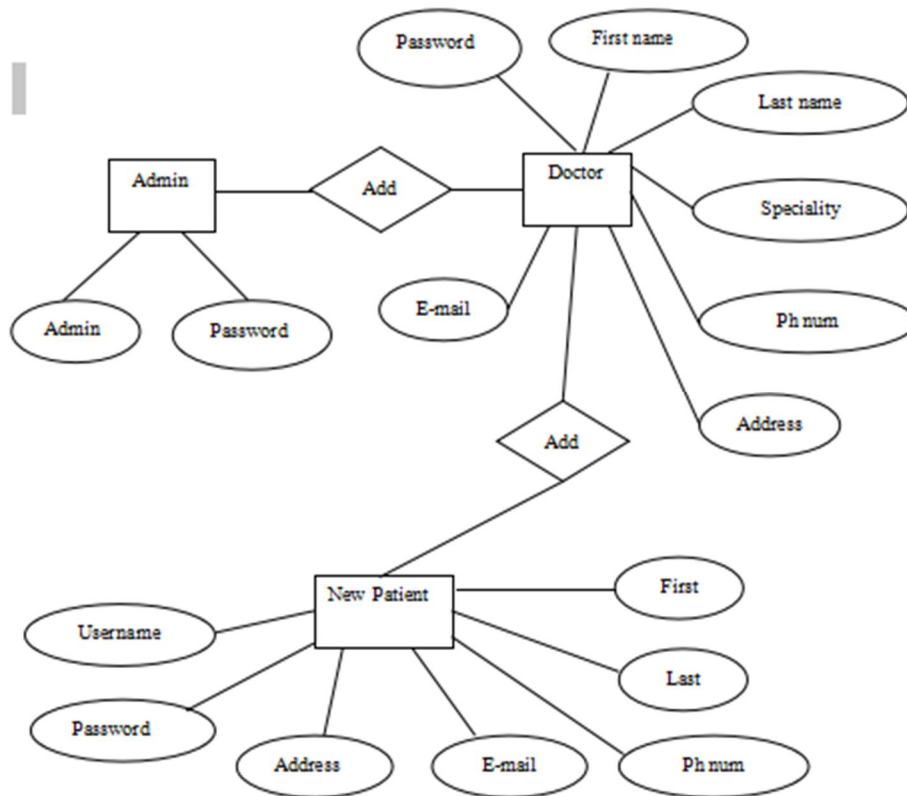 Password
First name
Last name
Admin
Add
Doctor
Speciality
E-mail
Ph num
Admin
Password
Address
Add
New Patient
First
Username
Last
Password
Address
E-mail
Ph num